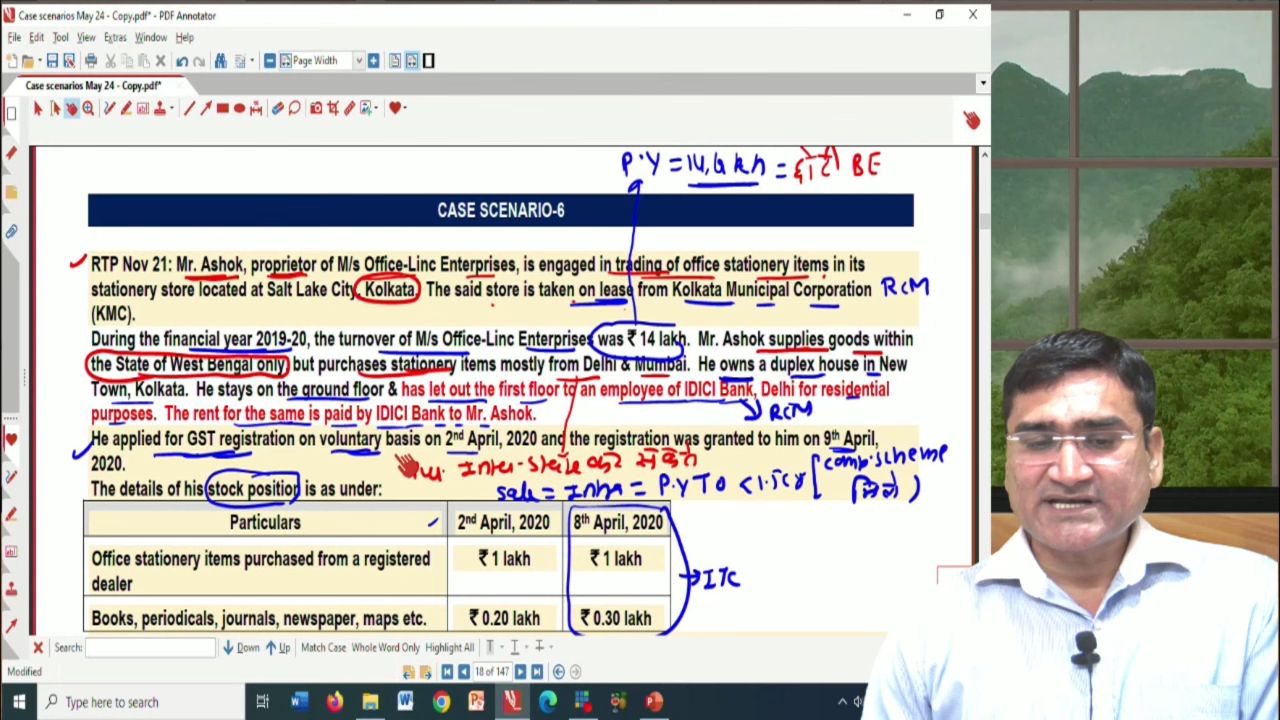 Case scenarios May 24 - Copy.pdf* - PDF Annotator
File Edit Tool View Extras Window Help
Page Width
Case scenarios May 24 - Copy.pdf*
P.Y = 14 = BE
CASE SCENARIO-6
RTP Nov 21: Mr. Ashok, proprietor of M/s Office-Linc Enterprises, is engaged in trading of office stationery items in its
stationery store located at Salt Lake City, Kolkata. The said store is taken on lease from Kolkata Municipal Corporation RCM
(KMC).
During the financial year 2019-20, the turnover of M/s Office-Linc Enterprises was ₹ 14 lakh. Mr. Ashok supplies goods within
the State of West Bengal only but purchases stationery items mostly from Delhi & Mumbai. He owns a duplex house in New
Town, Kolkata. He stays on the ground floor & has let out the first floor to an employee of IDICI Bank, Delhi for residential
purposes. The rent for the same is paid by IDICI Bank to Mr. Ashok. RCM
He applied for GST registration on voluntary basis on 2nd April, 2020 and the registration was granted to him on 9th April,
2020. Inter-state comp. scheme
The details of his stock position is as under: sale = Intra = P.Y TO < 1.5cr
Particulars 2nd April, 2020 8th April, 2020
Office stationery items purchased from a registered dealer ₹ 1 lakh ₹ 1 lakh ITC
Books, periodicals, journals, newspaper, maps etc. ₹ 0.20 lakh ₹ 0.30 lakh
Search: Down Up Match Case Whole Word Only Highlight All
Modified 18 of 147
Type here to search